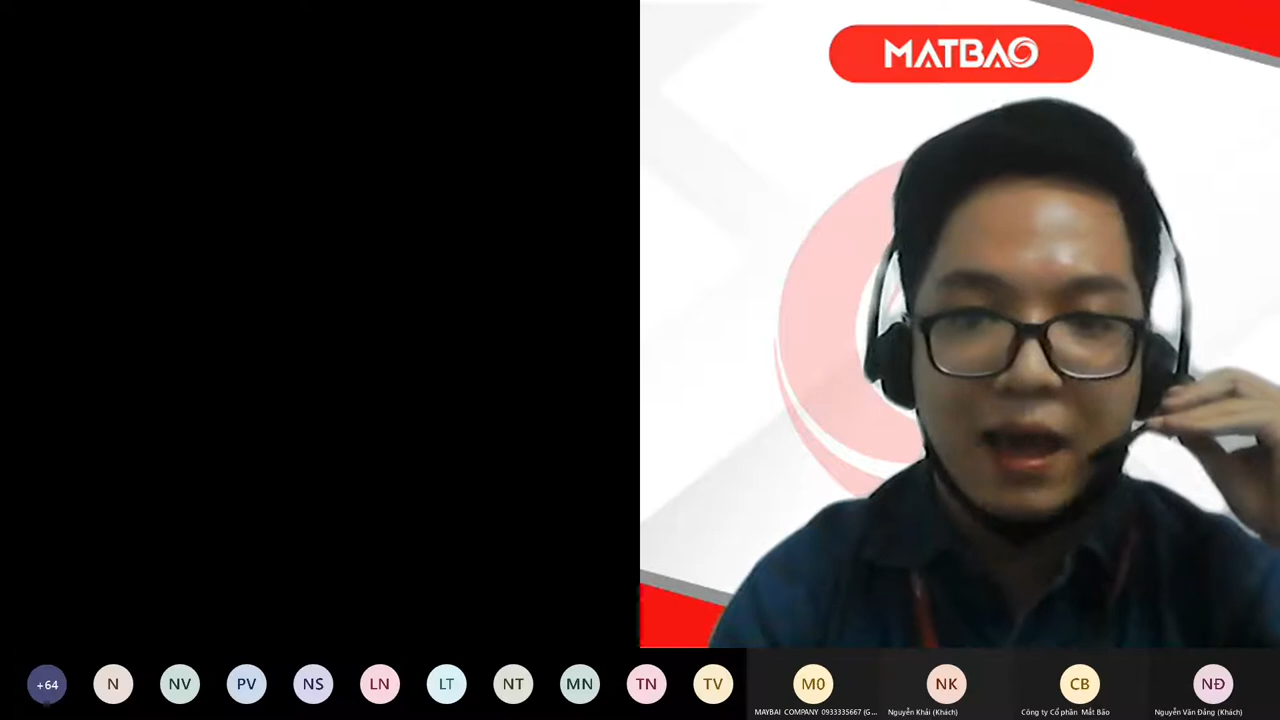 MATBAO
+64
N
NV
PV
NS
LN
LT
NT
MN
TN
TV
M0
NK
CB
NĐ
MAYBAI COMPANY 0933335667 (G...
Nguyễn Khải (Khách)
Công ty Cổ phần Mắt Bão
Nguyễn Văn Đăng (Khách)